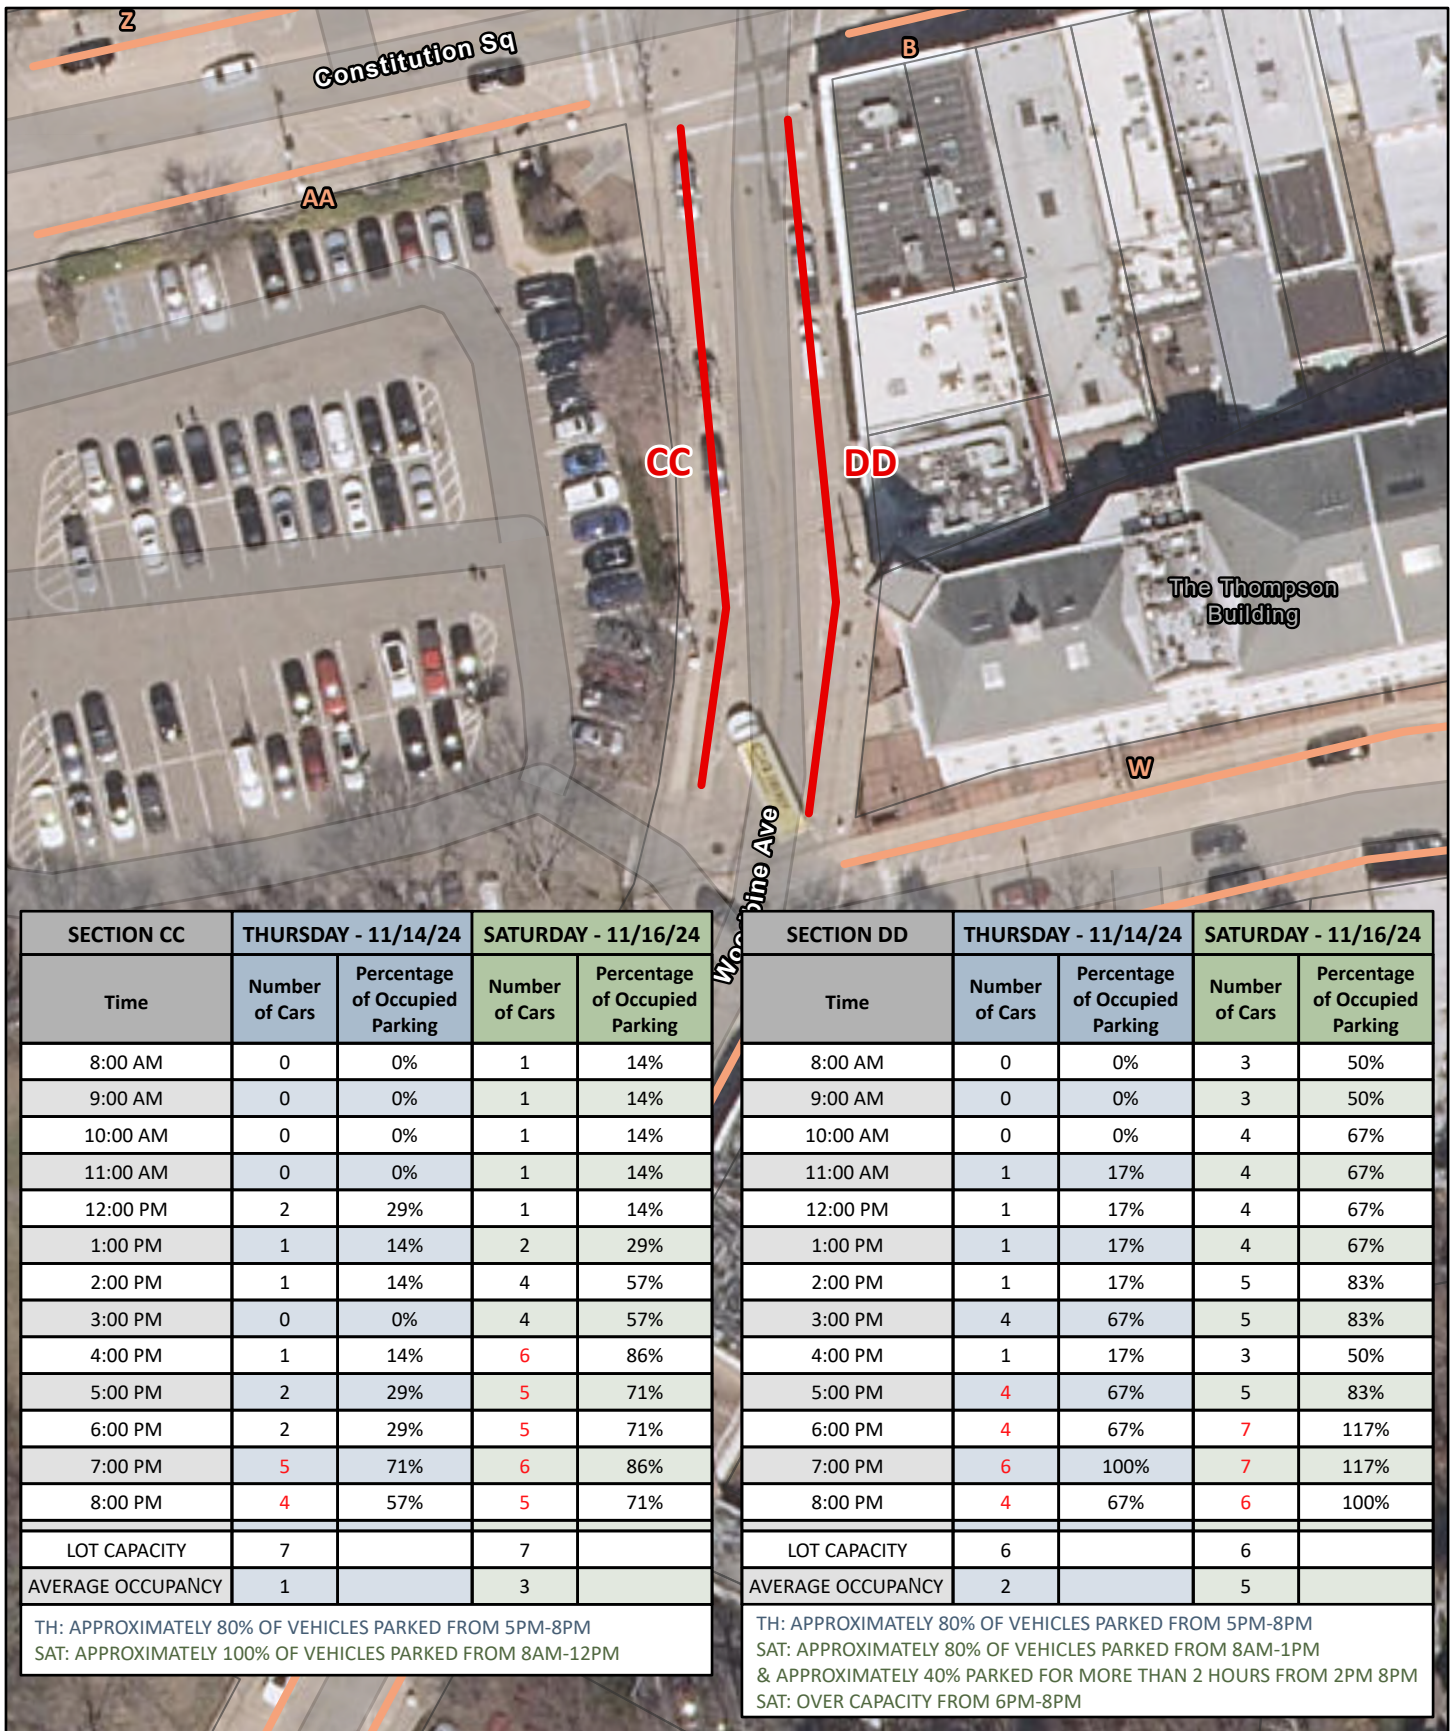 Z
Constitution Sq
B
AA
CC
DD
The Thompson
Building
W
ine Ave
SECTION CC THURSDAY - 11/14/24 SATURDAY - 11/16/24
Time Number of Cars Percentage of Occupied Parking Number of Cars Percentage of Occupied Parking
8:00 AM 0 0% 1 14%
9:00 AM 0 0% 1 14%
10:00 AM 0 0% 1 14%
11:00 AM 0 0% 1 14%
12:00 PM 2 29% 1 14%
1:00 PM 1 14% 2 29%
2:00 PM 1 14% 4 57%
3:00 PM 0 0% 4 57%
4:00 PM 1 14% 6 86%
5:00 PM 2 29% 5 71%
6:00 PM 2 29% 5 71%
7:00 PM 5 71% 6 86%
8:00 PM 4 57% 5 71%
LOT CAPACITY 7 7
AVERAGE OCCUPANCY 1 3
TH: APPROXIMATELY 80% OF VEHICLES PARKED FROM 5PM-8PM
SAT: APPROXIMATELY 100% OF VEHICLES PARKED FROM 8AM-12PM
SECTION DD THURSDAY - 11/14/24 SATURDAY - 11/16/24
Time Number of Cars Percentage of Occupied Parking Number of Cars Percentage of Occupied Parking
8:00 AM 0 0% 3 50%
9:00 AM 0 0% 3 50%
10:00 AM 0 0% 4 67%
11:00 AM 1 17% 4 67%
12:00 PM 1 17% 4 67%
1:00 PM 1 17% 4 67%
2:00 PM 1 17% 5 83%
3:00 PM 4 67% 5 83%
4:00 PM 1 17% 3 50%
5:00 PM 4 67% 5 83%
6:00 PM 4 67% 7 117%
7:00 PM 6 100% 7 117%
8:00 PM 4 67% 6 100%
LOT CAPACITY 6 6
AVERAGE OCCUPANCY 2 5
TH: APPROXIMATELY 80% OF VEHICLES PARKED FROM 5PM-8PM
SAT: APPROXIMATELY 80% OF VEHICLES PARKED FROM 8AM-1PM
& APPROXIMATELY 40% PARKED FOR MORE THAN 2 HOURS FROM 2PM 8PM
SAT: OVER CAPACITY FROM 6PM-8PM